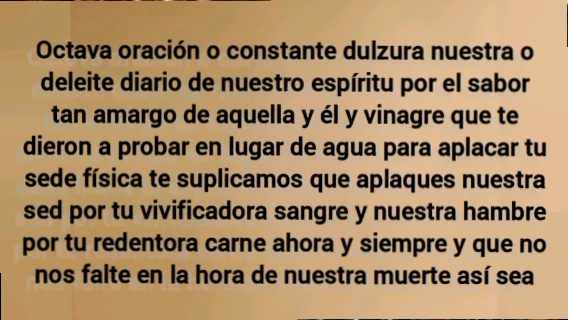 Octava oración o constante dulzura nuestra o
deleite diario de nuestro espíritu por el sabor
tan amargo de aquella y él y vinagre que te
dieron a probar en lugar de agua para aplacar tu
sede física te suplicamos que aplaques nuestra
sed por tu vivificadora sangre y nuestra hambre
por tu redentora carne ahora y siempre y que no
nos falte en la hora de nuestra muerte así sea